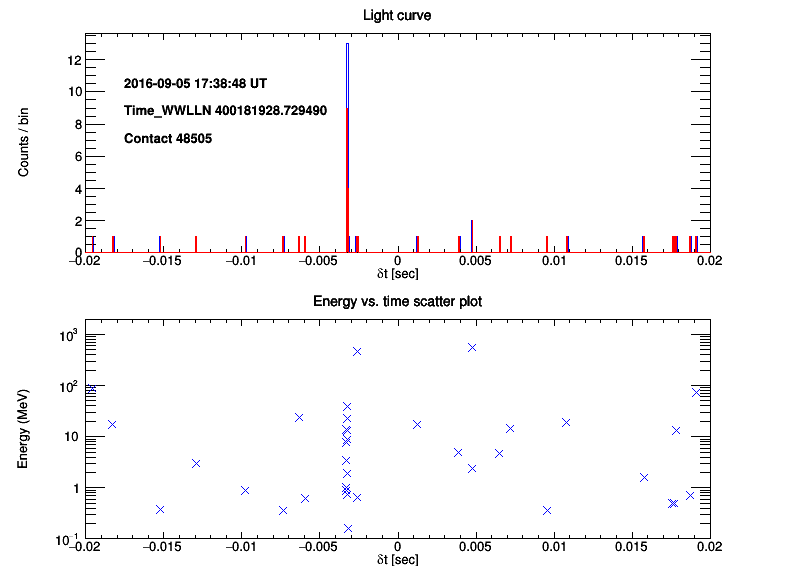 Light curve
Counts / bin
12
10
8
6
4
2
0
2016-09-05 17:38:48 UT
Time_WWLLN 400181928.729490
Contact 48505
−0.02 −0.015 −0.01 −0.005 0 0.005 0.01 0.015 0.02
δt [sec]
Energy vs. time scatter plot
Energy (MeV)
10³
10²
10
1
10⁻¹
−0.02 −0.015 −0.01 −0.005 0 0.005 0.01 0.015 0.02
δt [sec]